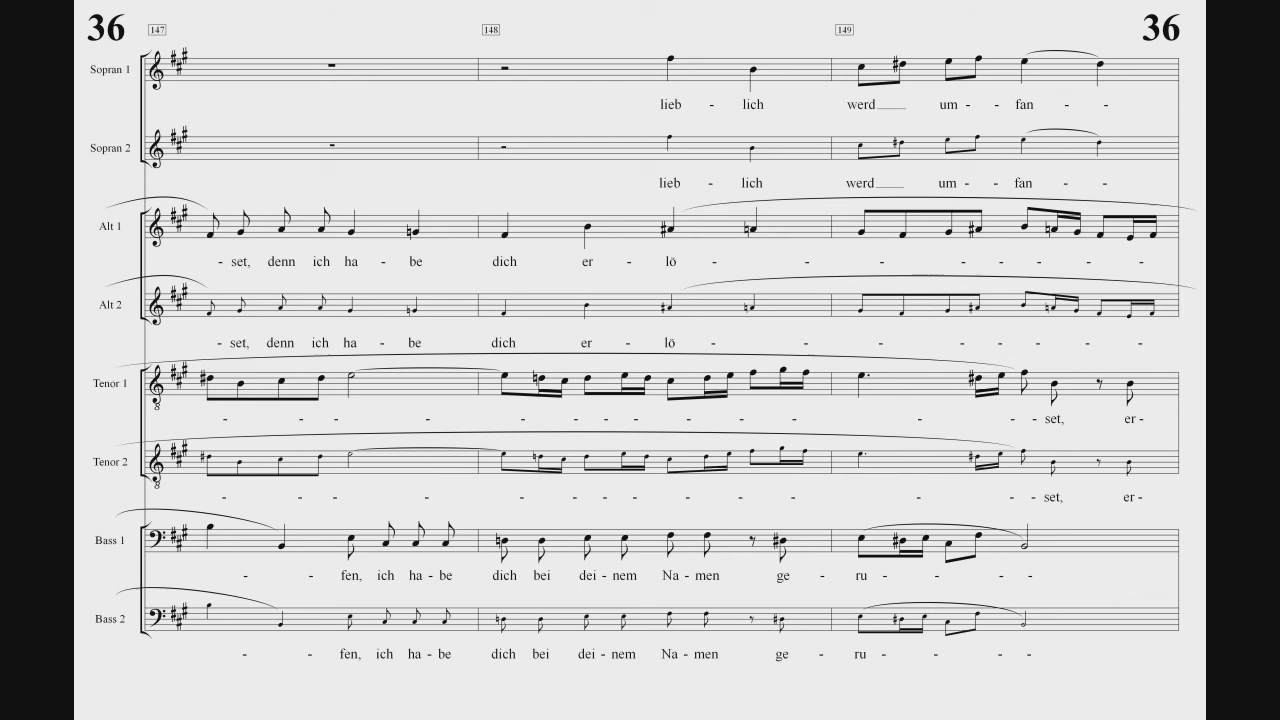 36 36
147 148 149
Sopran 1
lieb - lich werd____ um - - fan - -
Sopran 2
lieb - lich werd____ um - - fan - -
Alt 1
- set, denn ich ha - be dich er - lö - - - - - - - - - -
Alt 2
- set, denn ich ha - be dich er - lö - - - - - - - - - -
Tenor 1
8
- - - - - - - - - - - - - - - - set, er -
Tenor 2
8
- - - - - - - - - - - - - - - - set, er -
Bass 1
- - - fen, ich ha - be dich bei dei - nem Na - men ge - ru - - - -
Bass 2
- - - fen, ich ha - be dich bei dei - nem Na - men ge - ru - - - -